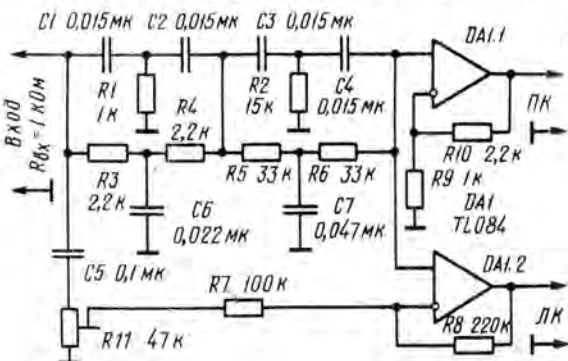 C1 0,015мк
C2 0,015мк
C3
0,015мк
DA1.1
R1
1к
R4
2,2к
R2
15к
C4
0,015мк
Вход
Rвх = 1 кОм
R3
2,2к
R5
33к
R6
33к
R10 2,2к
ПК
R9 1к
DA1
TL084
C6
0,022мк
C7
0,047мк
C5 0,1мк
R7 100к
DA1.2
R8 220к
ЛК
R11 47к